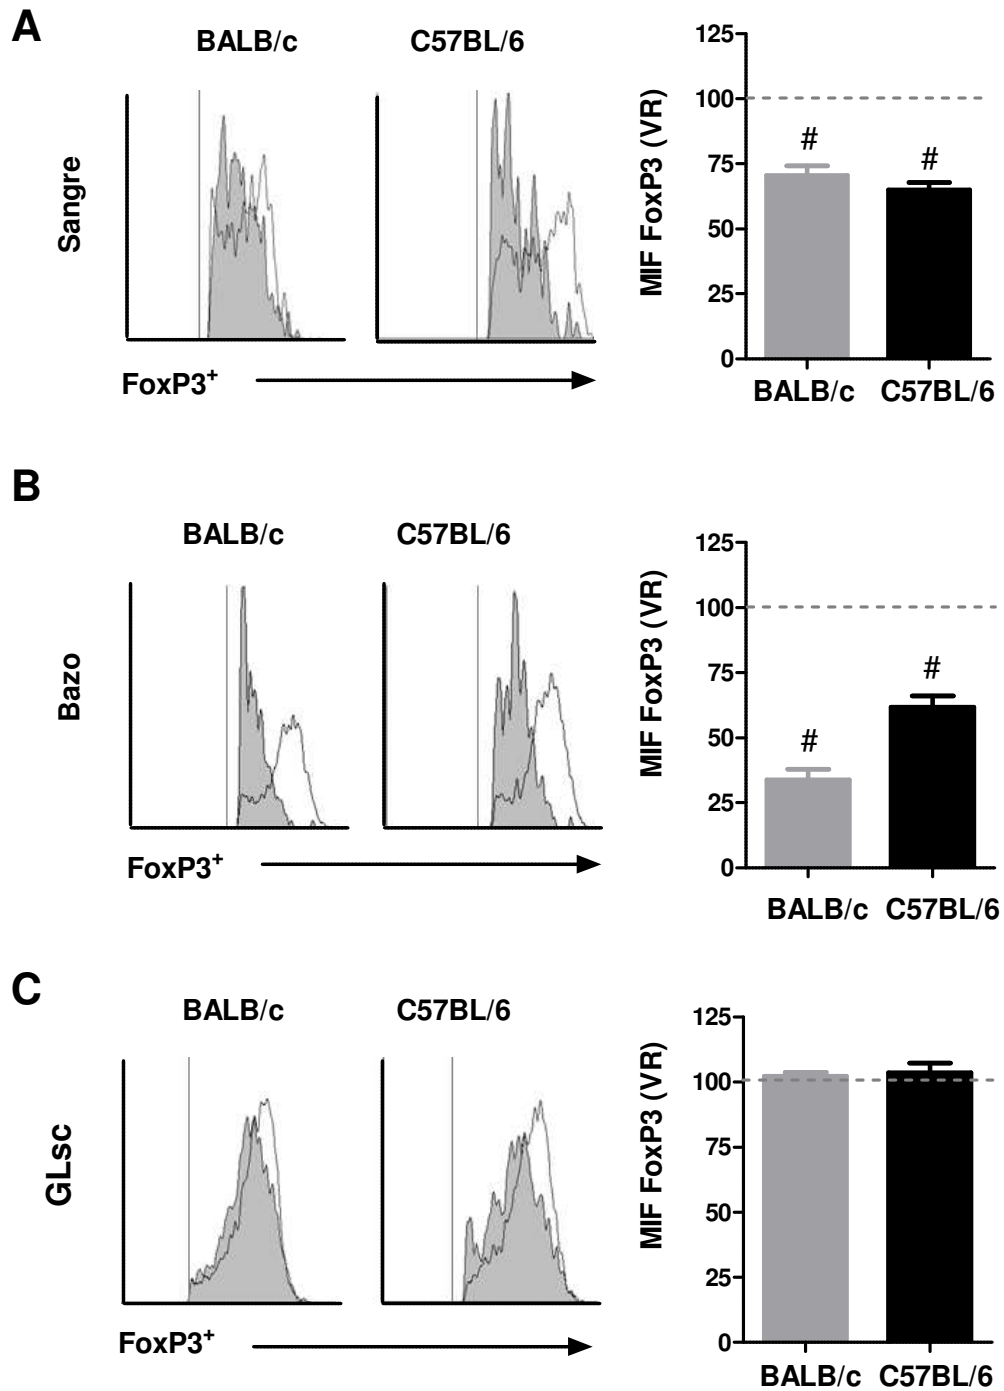 A
BALB/c
C57BL/6
Sangre
FoxP3⁺
MIF FoxP3 (VR)
125
100
75
50
25
0
#
#
BALB/c
C57BL/6
B
BALB/c
C57BL/6
Bazo
FoxP3⁺
MIF FoxP3 (VR)
125
100
75
50
25
0
#
#
BALB/c
C57BL/6
C
BALB/c
C57BL/6
GLsc
FoxP3⁺
MIF FoxP3 (VR)
125
100
75
50
25
0
BALB/c
C57BL/6